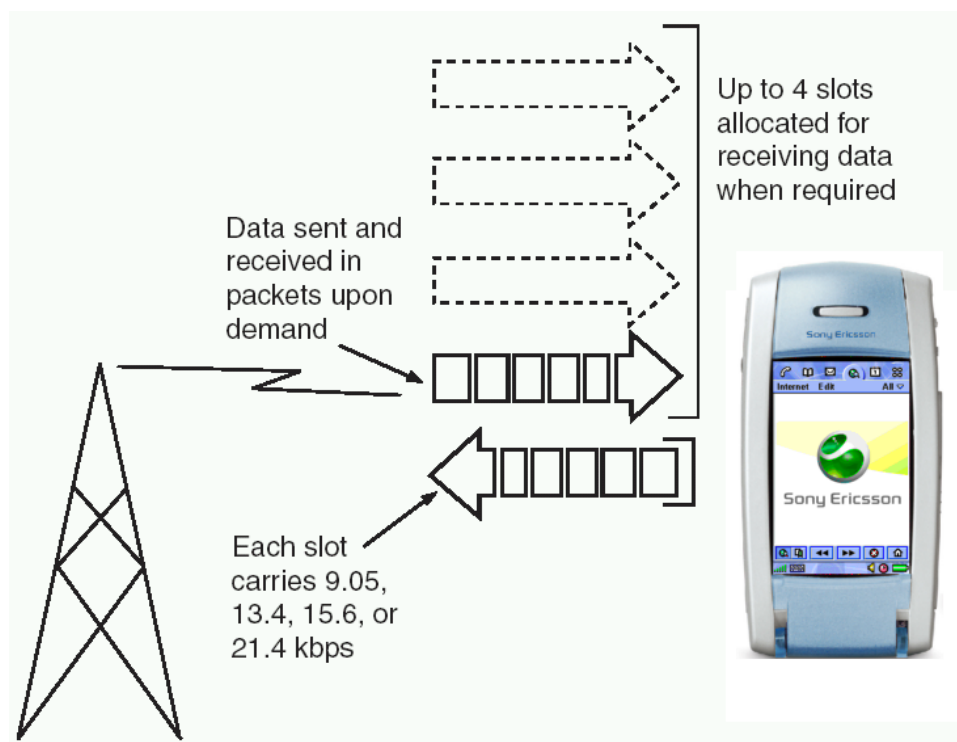 Up to 4 slots
allocated for
receiving data
when required
Data sent and
received in
packets upon
demand
Sony Ericsson
Internet Edit All
Sony Ericsson
Each slot
carries 9.05,
13.4, 15.6, or
21.4 kbps